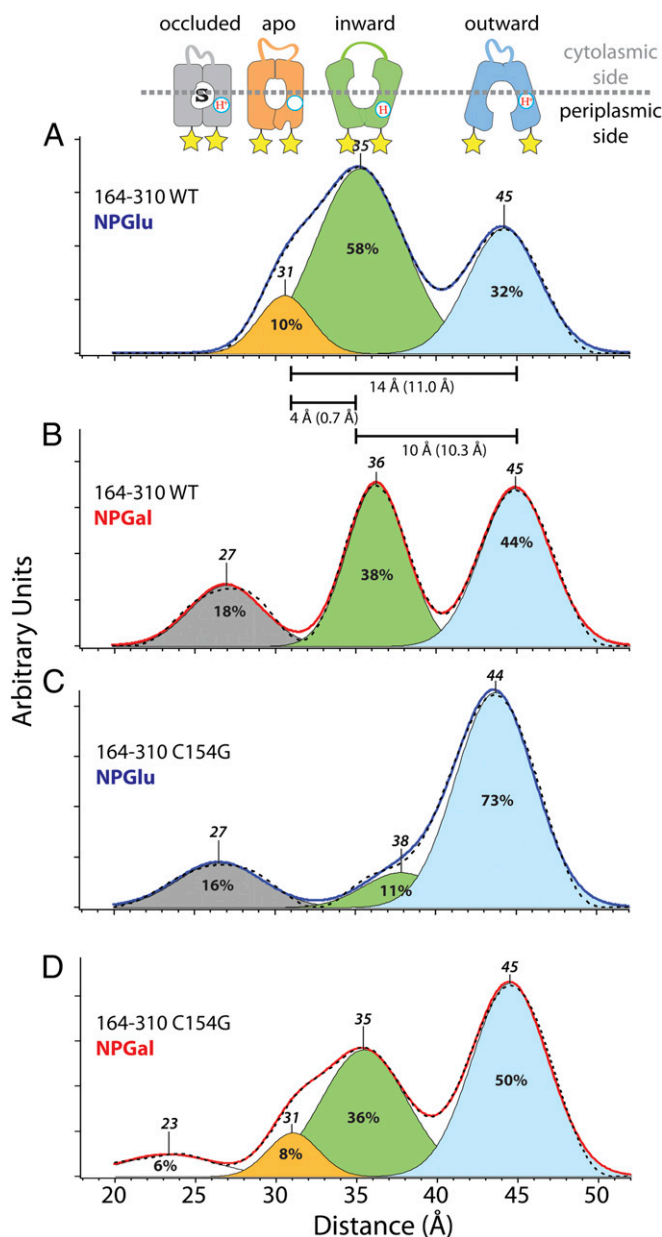 occluded apo inward outward
cytolasmic side
periplasmic side
S H+ H H+
A
164-310 WT
NPGlu
31 35 45
10% 58% 32%
14 Å (11.0 Å)
4 Å (0.7 Å)
10 Å (10.3 Å)
B
164-310 WT
NPGal
27 36 45
18% 38% 44%
C
164-310 C154G
NPGlu
27 38 44
16% 11% 73%
D
164-310 C154G
NPGal
23 31 35 45
6% 8% 36% 50%
Arbitrary Units
20 25 30 35 40 45 50
Distance (Å)